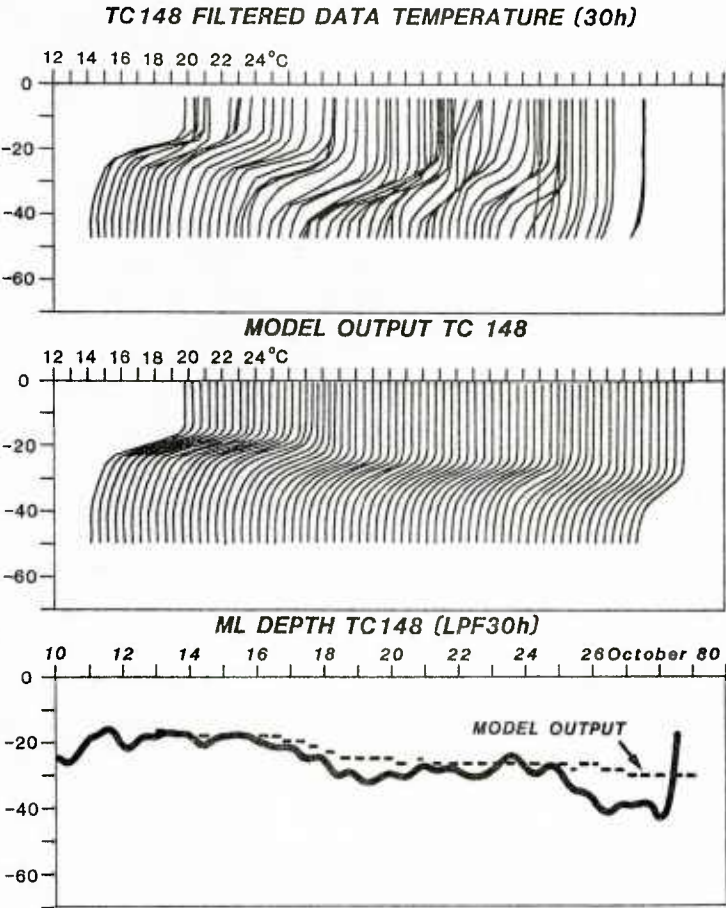 TC148 FILTERED DATA TEMPERATURE (30h)
12 14 16 18 20 22 24°C
0
-20
-40
-60
MODEL OUTPUT TC 148
12 14 16 18 20 22 24°C
0
-20
-40
-60
ML DEPTH TC148 (LPF30h)
10 12 14 16 18 20 22 24 26 October 80
0
MODEL OUTPUT
-20
-40
-60